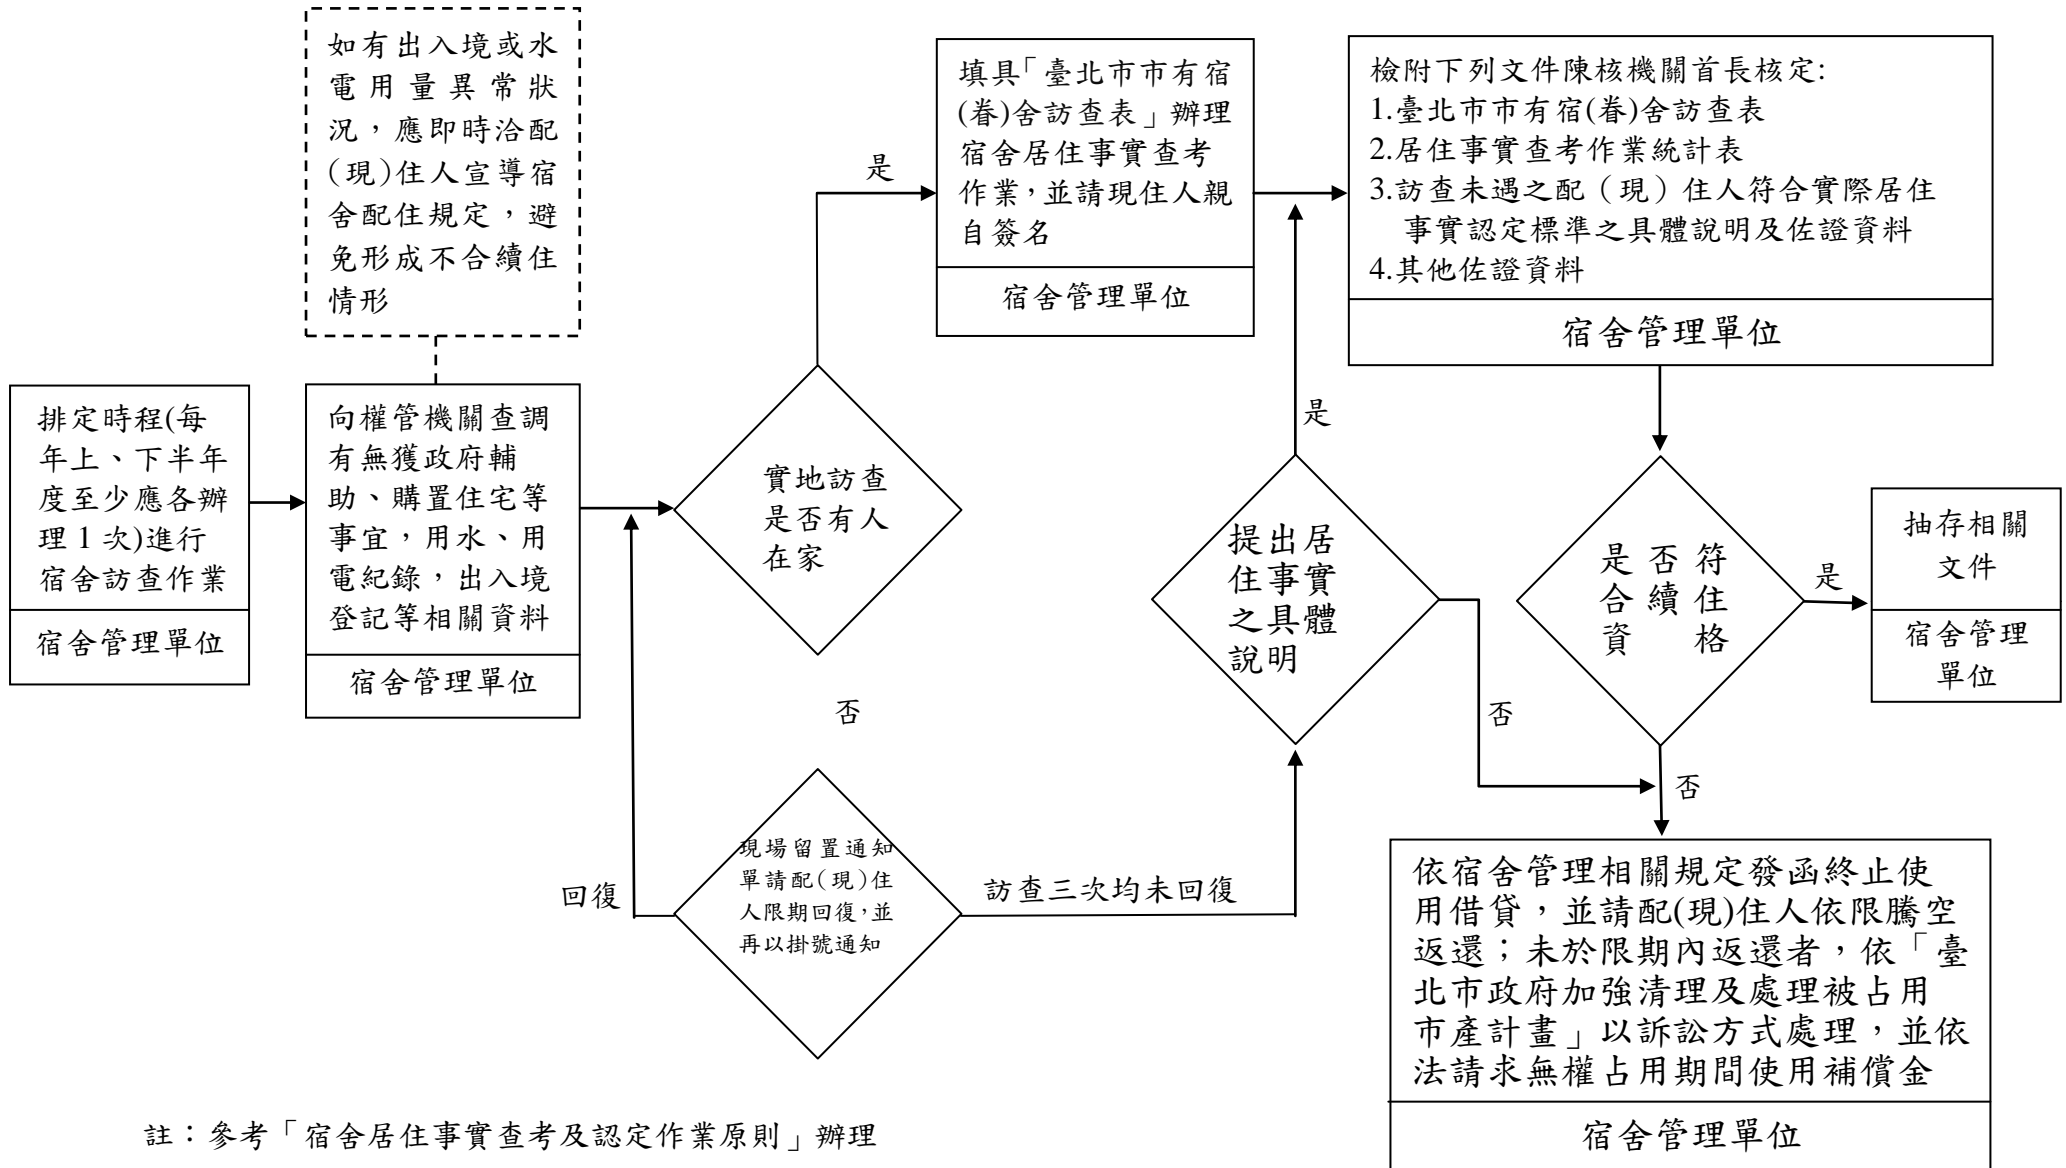 如有出入境或水
電用量異常狀
況，應即時洽配
(現)住人宣導宿
舍配住規定，避
免形成不合續住
情形
排定時程(每
年上、下半年
度至少應各辦
理 1 次)進行
宿舍訪查作業
宿舍管理單位
向權管機關查調
有無獲政府輔
助、購置住宅等
事宜，用水、用
電紀錄，出入境
登記等相關資料
宿舍管理單位
實地訪查
是否有人
在家
是
否
填具「臺北市市有宿
(眷)舍訪查表」辦理
宿舍居住事實查考
作業，並請現住人親
自簽名
宿舍管理單位
現場留置通知
單請配(現)住
人限期回復，並
再以掛號通知
回復
訪查三次均未回復
提出居
住事實
之具體
說明
是
否
檢附下列文件陳核機關首長核定:
1.臺北市市有宿(眷)舍訪查表
2.居住事實查考作業統計表
3.訪查未遇之配（現）住人符合實際居住
事實認定標準之具體說明及佐證資料
4.其他佐證資料
宿舍管理單位
是否符
合續住
資格
是
否
抽存相關
文件
宿舍管理
單位
依宿舍管理相關規定發函終止使
用借貸，並請配(現)住人依限騰空
返還；未於限期內返還者，依「臺
北市政府加強清理及處理被占用
市產計畫」以訴訟方式處理，並依
法請求無權占用期間使用補償金
宿舍管理單位
註：參考「宿舍居住事實查考及認定作業原則」辦理